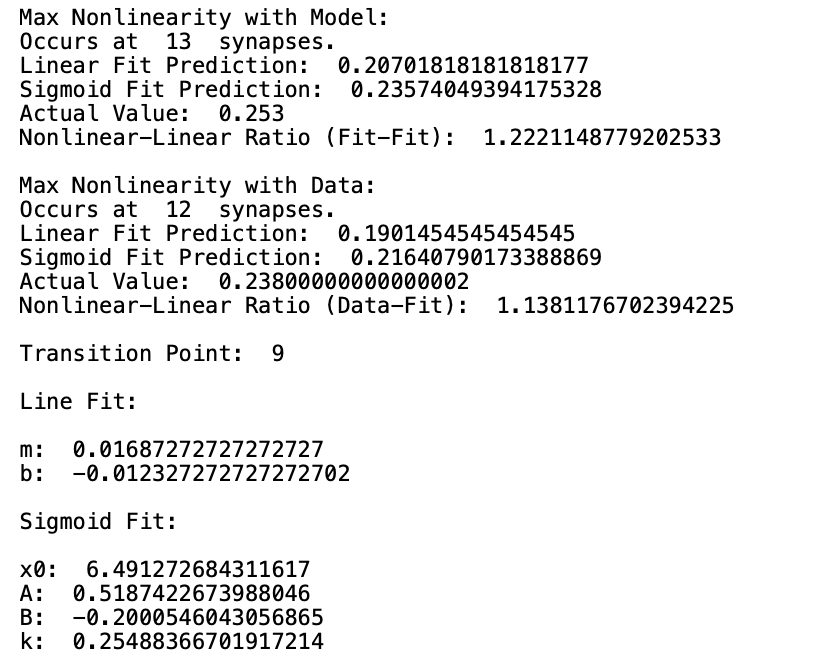 Max Nonlinearity with Model:
Occurs at  13  synapses.
Linear Fit Prediction:  0.20701818181818177
Sigmoid Fit Prediction:  0.23574049394175328
Actual Value:  0.253
Nonlinear-Linear Ratio (Fit-Fit):  1.2221148779202533
Max Nonlinearity with Data:
Occurs at  12  synapses.
Linear Fit Prediction:  0.1901454545454545
Sigmoid Fit Prediction:  0.21640790173388869
Actual Value:  0.23800000000000002
Nonlinear-Linear Ratio (Data-Fit):  1.1381176702394225
Transition Point:  9
Line Fit:
m:  0.01687272727272727
b:  -0.012327272727272702
Sigmoid Fit:
x0:  6.491272684311617
A:  0.5187422673988046
B:  -0.2000546043056865
k:  0.25488366701917214